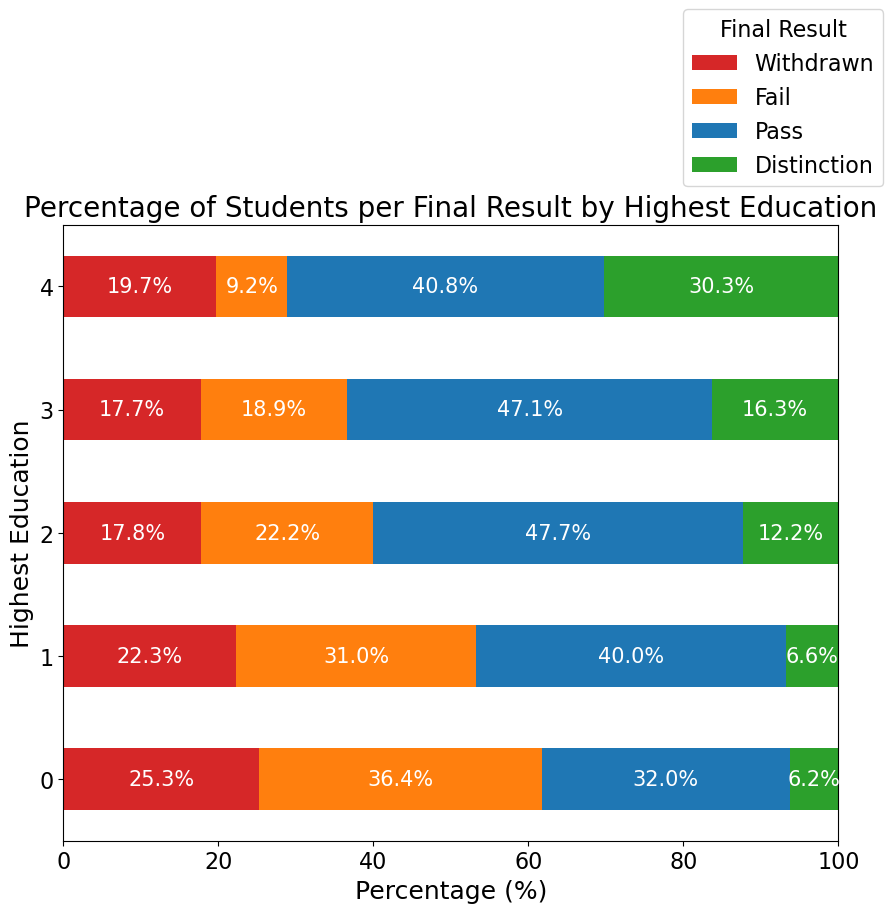 Final Result
Withdrawn
Fail
Pass
Distinction
Percentage of Students per Final Result by Highest Education
4
19.7% 9.2% 40.8% 30.3%
3
17.7% 18.9% 47.1% 16.3%
2
17.8% 22.2% 47.7% 12.2%
1
22.3% 31.0% 40.0% 6.6%
0
25.3% 36.4% 32.0% 6.2%
Highest Education
0 20 40 60 80 100
Percentage (%)